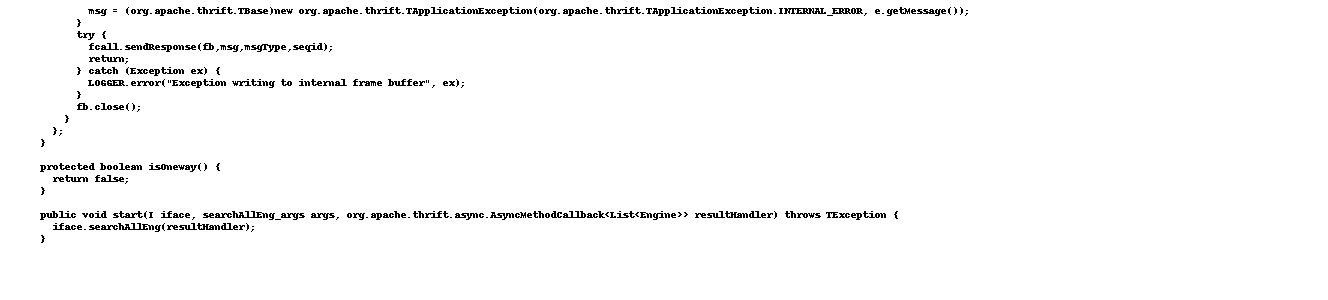 msg = (org.apache.thrift.TBase)new org.apache.thrift.TApplicationException(org.apache.thrift.TApplicationException.INTERNAL_ERROR, e.getMessage());
}
try {
fcall.sendResponse(fb,msg,msgType,seqid);
return;
} catch (Exception ex) {
LOGGER.error("Exception writing to internal frame buffer", ex);
}
fb.close();
}
};
}
protected boolean isOneway() {
return false;
}
public void start(I iface, searchAllEng_args args, org.apache.thrift.async.AsyncMethodCallback<List<Engine>> resultHandler) throws TException {
iface.searchAllEng(resultHandler);
}